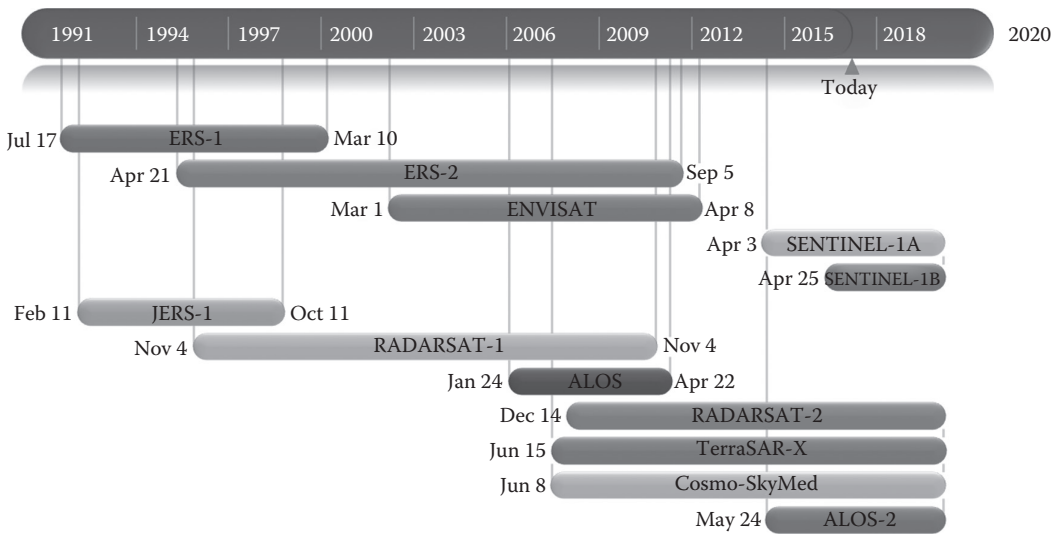 1991 1994 1997 2000 2003 2006 2009 2012 2015 2018 2020
Today
Jul 17 ERS-1 Mar 10
Apr 21 ERS-2 Sep 5
Mar 1 ENVISAT Apr 8
Apr 3 SENTINEL-1A
Apr 25 SENTINEL-1B
Feb 11 JERS-1 Oct 11
Nov 4 RADARSAT-1 Nov 4
Jan 24 ALOS Apr 22
Dec 14 RADARSAT-2
Jun 15 TerraSAR-X
Jun 8 Cosmo-SkyMed
May 24 ALOS-2